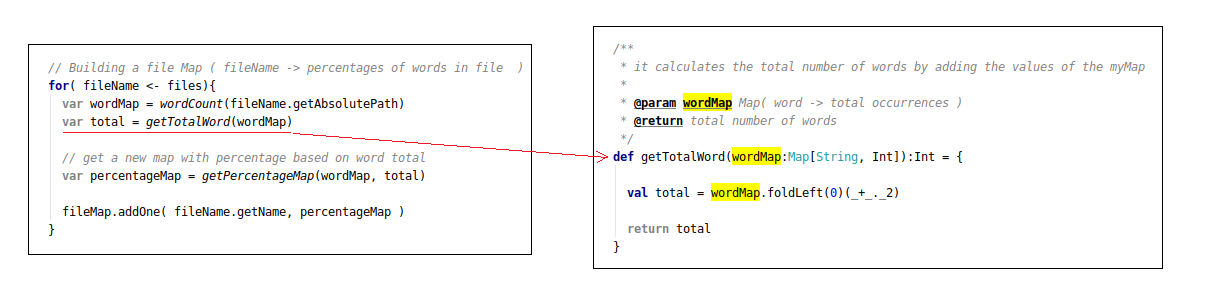 // Building a file Map ( fileName -> percentages of words in file  )
for( fileName <- files){
  var wordMap = wordCount(fileName.getAbsolutePath)
  var total = getTotalWord(wordMap)
  // get a new map with percentage based on word total
  var percentageMap = getPercentageMap(wordMap, total)
  fileMap.addOne( fileName.getName, percentageMap )
}
/**
 * it calculates the total number of words by adding the values of the myMap
 *
 * @param wordMap Map( word -> total occurrences )
 * @return total number of words
 */
def getTotalWord(wordMap:Map[String, Int]):Int = {
  val total = wordMap.foldLeft(0)(_+_._2)
  return total
}